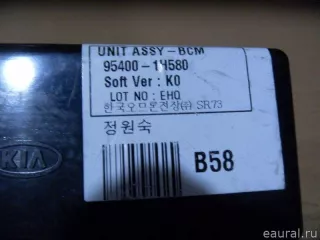 UNIT ASSY-BCM
95400-1H580
Soft Ver : K0
LOT NO : EHQ
한국오므론전장㈜ SR73
정원숙
B58
KIA
eaural.ru